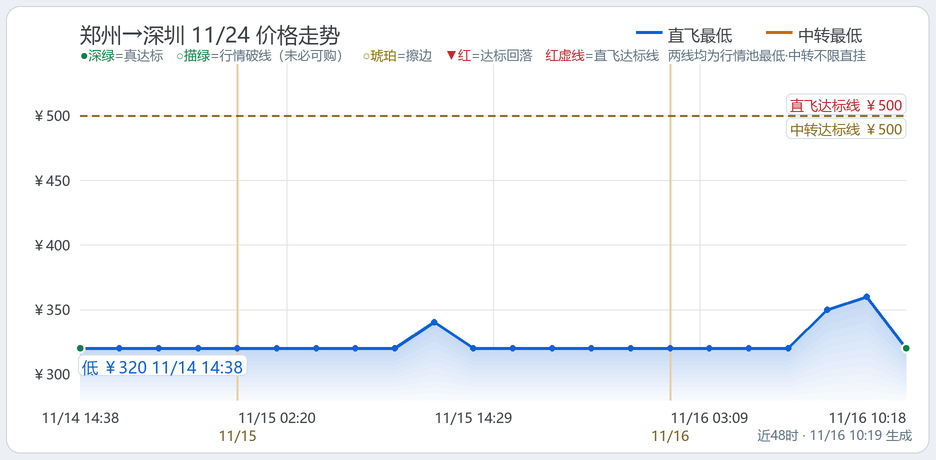 郑州→深圳 11/24 价格走势
直飞最低 中转最低
●深绿=真达标 ○描绿=行情破线（未必可购） ○琥珀=擦边 ▼红=达标回落 红虚线=直飞达标线 两线均为行情池最低·中转不限直挂
直飞达标线 ¥500
¥500
中转达标线 ¥500
¥450
¥400
¥350
低 ¥320 11/14 14:38
¥300
11/14 14:38 11/15 02:20 11/15 14:29 11/16 03:09 11/16 10:18
11/15 11/16 近48时 · 11/16 10:19 生成